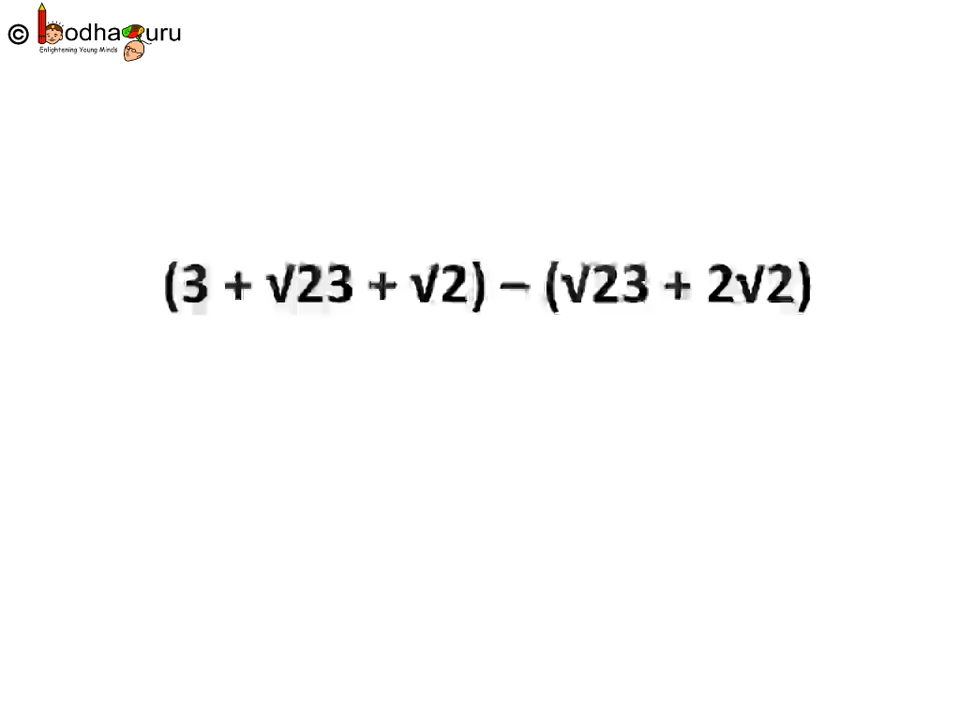 © BodhaGuru
Enlightening Young Minds
(3 + √23 + √2) – (√23 + 2√2)